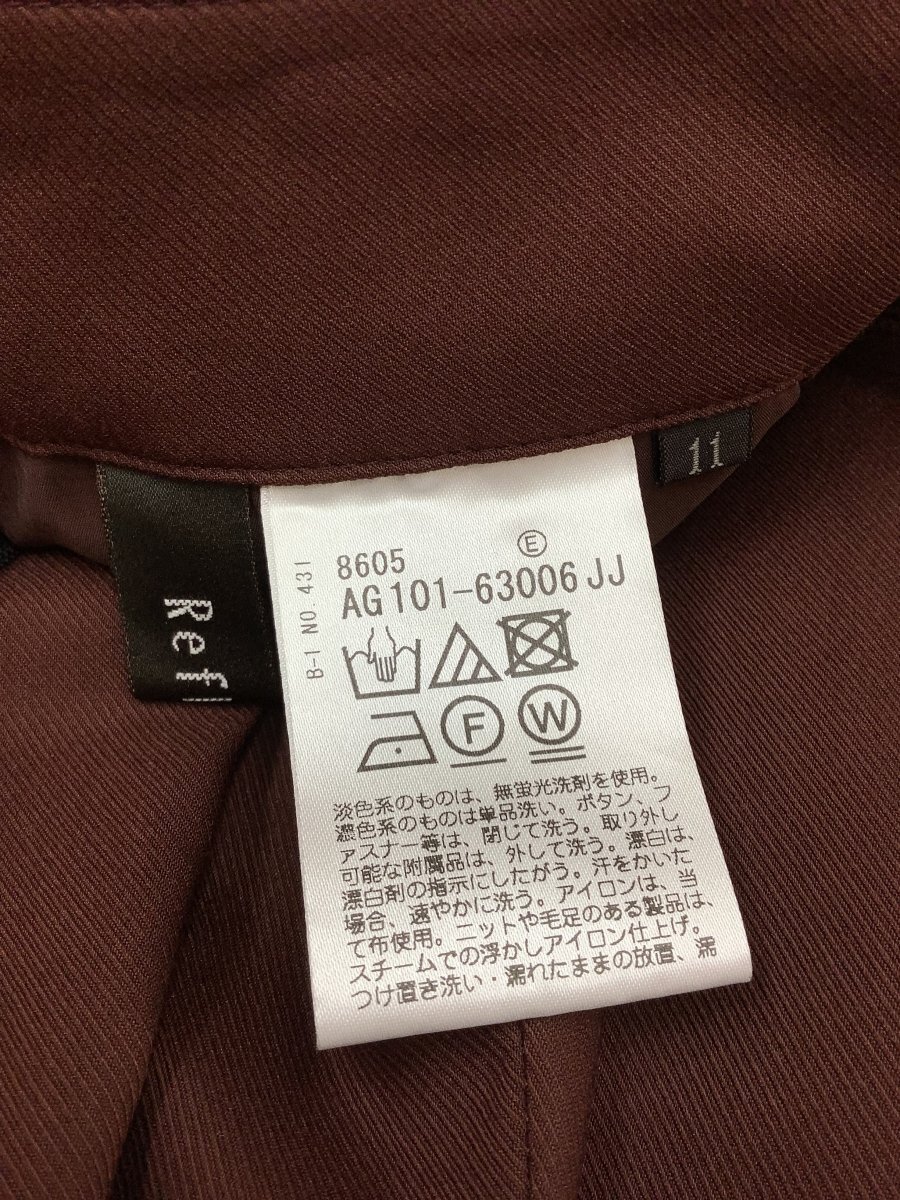 11
8605
E
AG101-63006 JJ
B-1 NO. 431
F
W
淡色系のものは、無蛍光洗剤を使用。
濃色系のものは単品洗い。ボタン、フ
ァスナー等は、閉じて洗う。取り外し
可能な附属品は、外して洗う。漂白は、
漂白剤の指示にしたがう。汗をかいた
場合、速やかに洗う。アイロンは、当
て布使用。ニットや毛足のある製品は、
スチームでの浮かしアイロン仕上げ。
つけ置き洗い・濡れたままの放置、濡